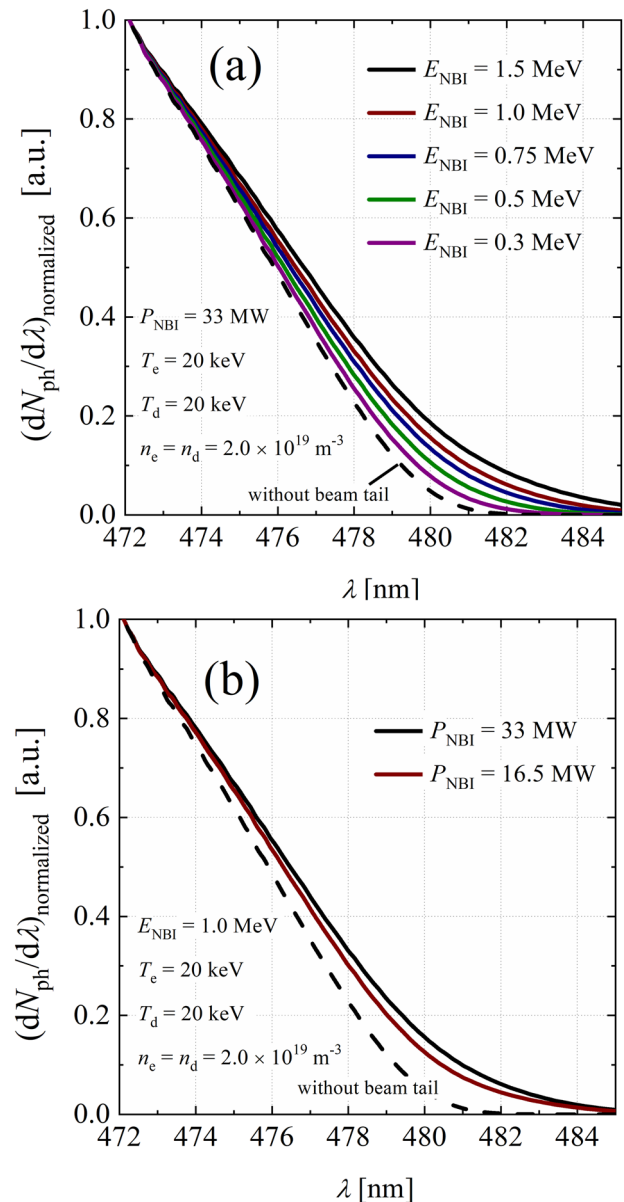 1.0
0.8
0.6
0.4
0.2
0.0
(dN_ph/dλ)_normalized [a.u.]
(a)
E_NBI = 1.5 MeV
E_NBI = 1.0 MeV
E_NBI = 0.75 MeV
E_NBI = 0.5 MeV
E_NBI = 0.3 MeV
P_NBI = 33 MW
T_e = 20 keV
T_d = 20 keV
n_e = n_d = 2.0 × 10^19 m^-3
without beam tail
472 474 476 478 480 482 484
λ [nm]
1.0
0.8
0.6
0.4
0.2
0.0
(dN_ph/dλ)_normalized [a.u.]
(b)
P_NBI = 33 MW
P_NBI = 16.5 MW
E_NBI = 1.0 MeV
T_e = 20 keV
T_d = 20 keV
n_e = n_d = 2.0 × 10^19 m^-3
without beam tail
472 474 476 478 480 482 484
λ [nm]